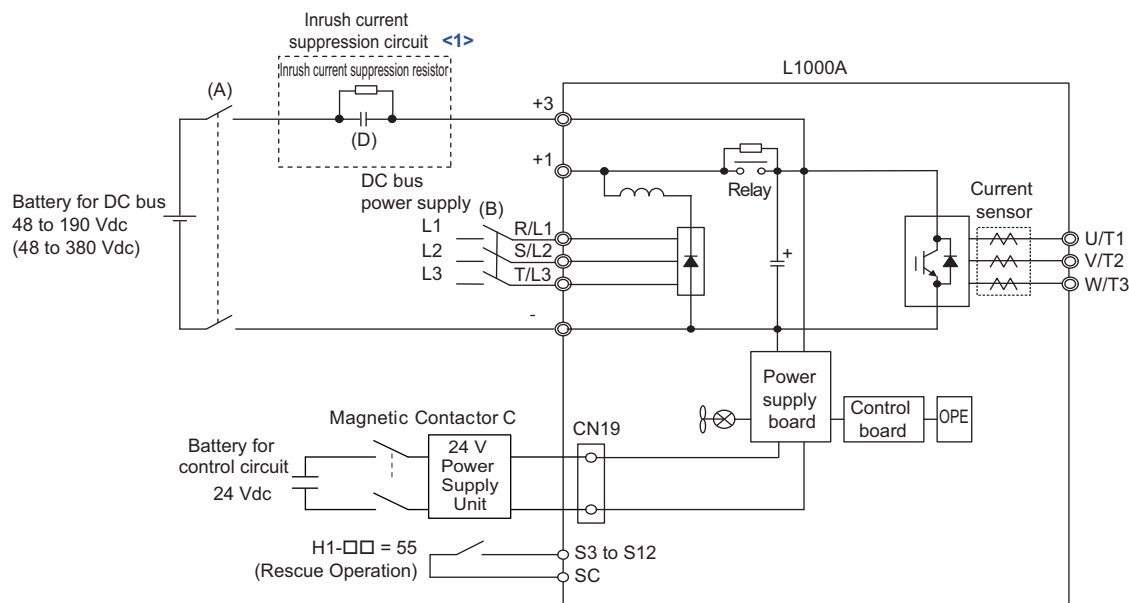 Inrush current
suppression circuit <1>
Inrush current suppression resistor
L1000A
(A)
+3
(D)
+1
DC bus
power supply
Relay
Current
sensor
Battery for DC bus
48 to 190 Vdc
(48 to 380 Vdc)
(B)
L1
R/L1
U/T1
L2
S/L2
V/T2
L3
T/L3
W/T3
+
-
Power
supply
board
Control
board
OPE
Magnetic Contactor C
CN19
Battery for
control circuit
24 Vdc
24 V
Power
Supply
Unit
H1-□□ = 55
(Rescue Operation)
S3 to S12
SC